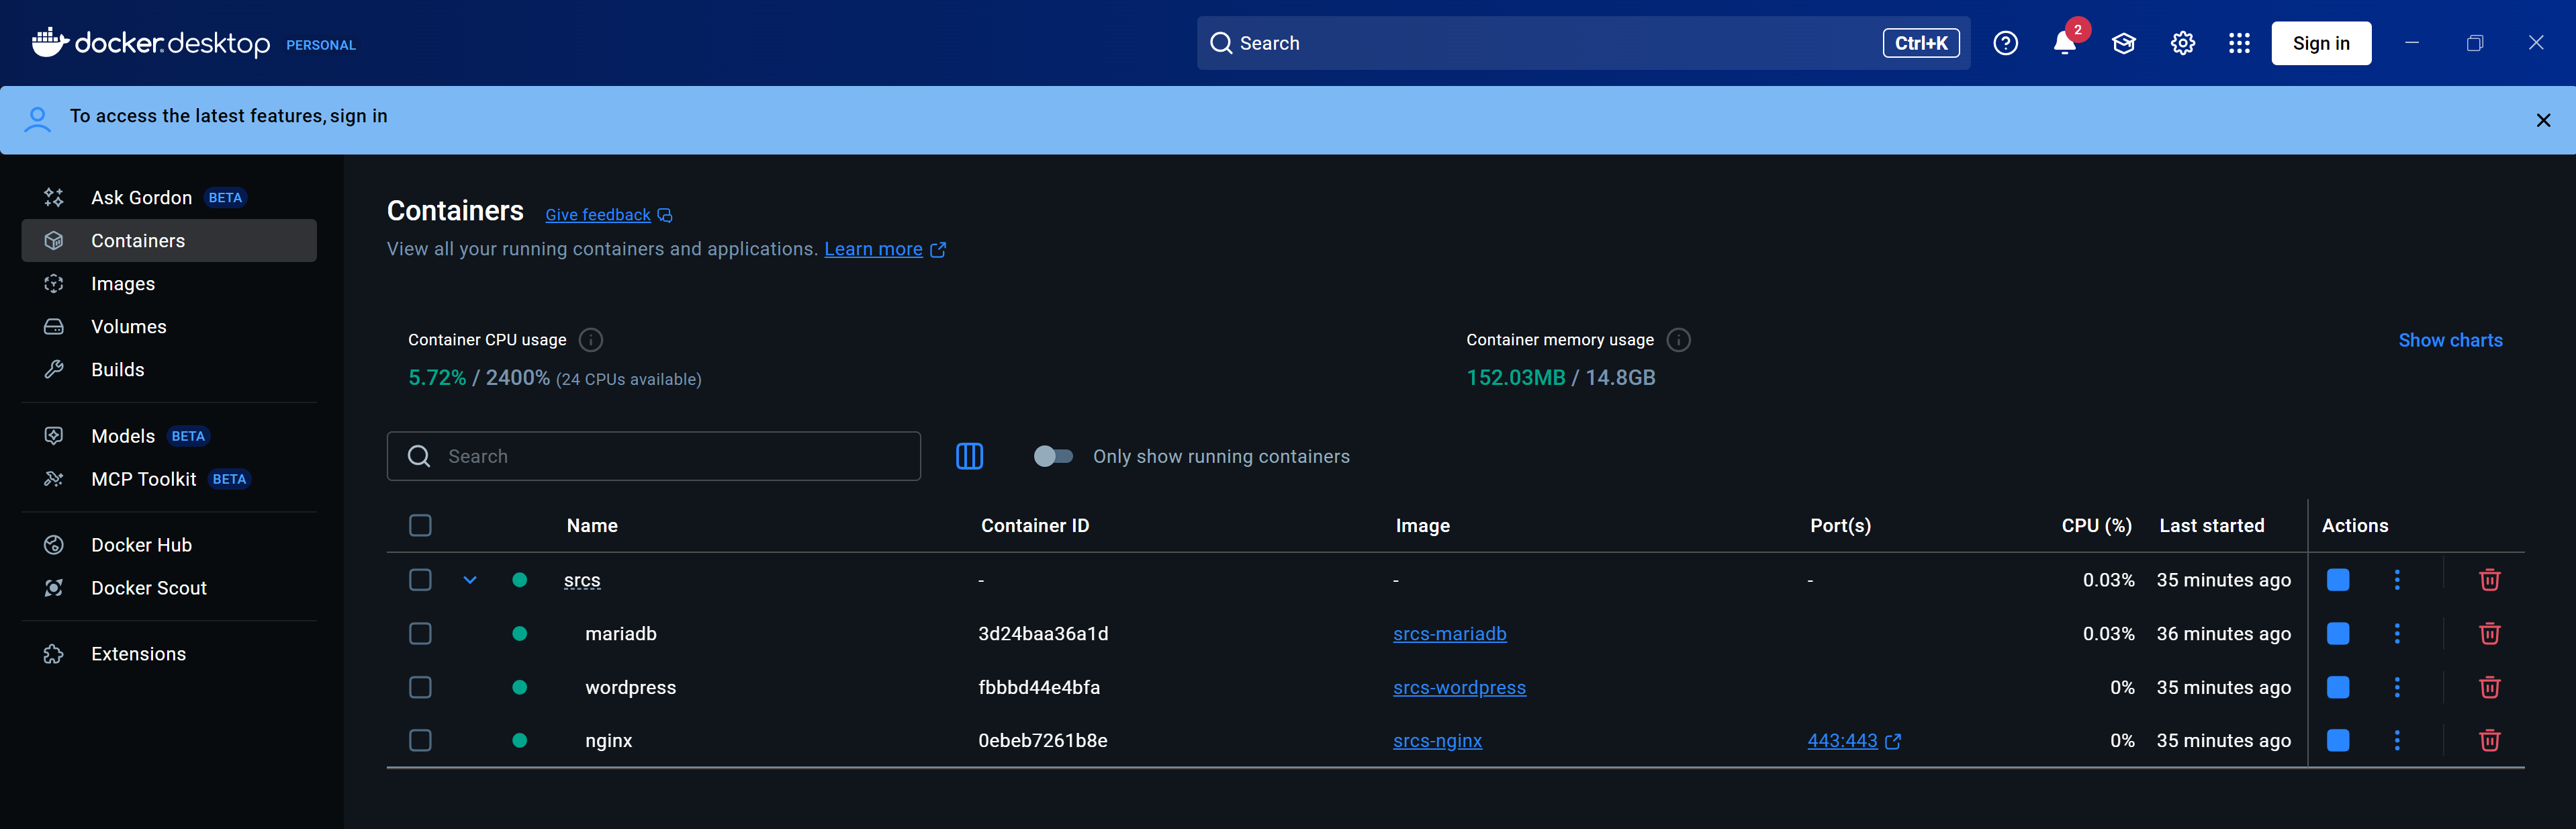 docker.desktop PERSONAL
Search Ctrl+K
2
Sign in
To access the latest features, sign in
Ask Gordon BETA
Containers
Images
Volumes
Builds
Models BETA
MCP Toolkit BETA
Docker Hub
Docker Scout
Extensions
Containers Give feedback
View all your running containers and applications. Learn more
Container CPU usage
5.72% / 2400% (24 CPUs available)
Container memory usage
152.03MB / 14.8GB
Show charts
Search
Only show running containers
Name Container ID Image Port(s) CPU (%) Last started Actions
srcs - - - 0.03% 35 minutes ago
mariadb 3d24baa36a1d srcs-mariadb 0.03% 36 minutes ago
wordpress fbbbd44e4bfa srcs-wordpress 0% 35 minutes ago
nginx 0ebeb7261b8e srcs-nginx 443:443 0% 35 minutes ago